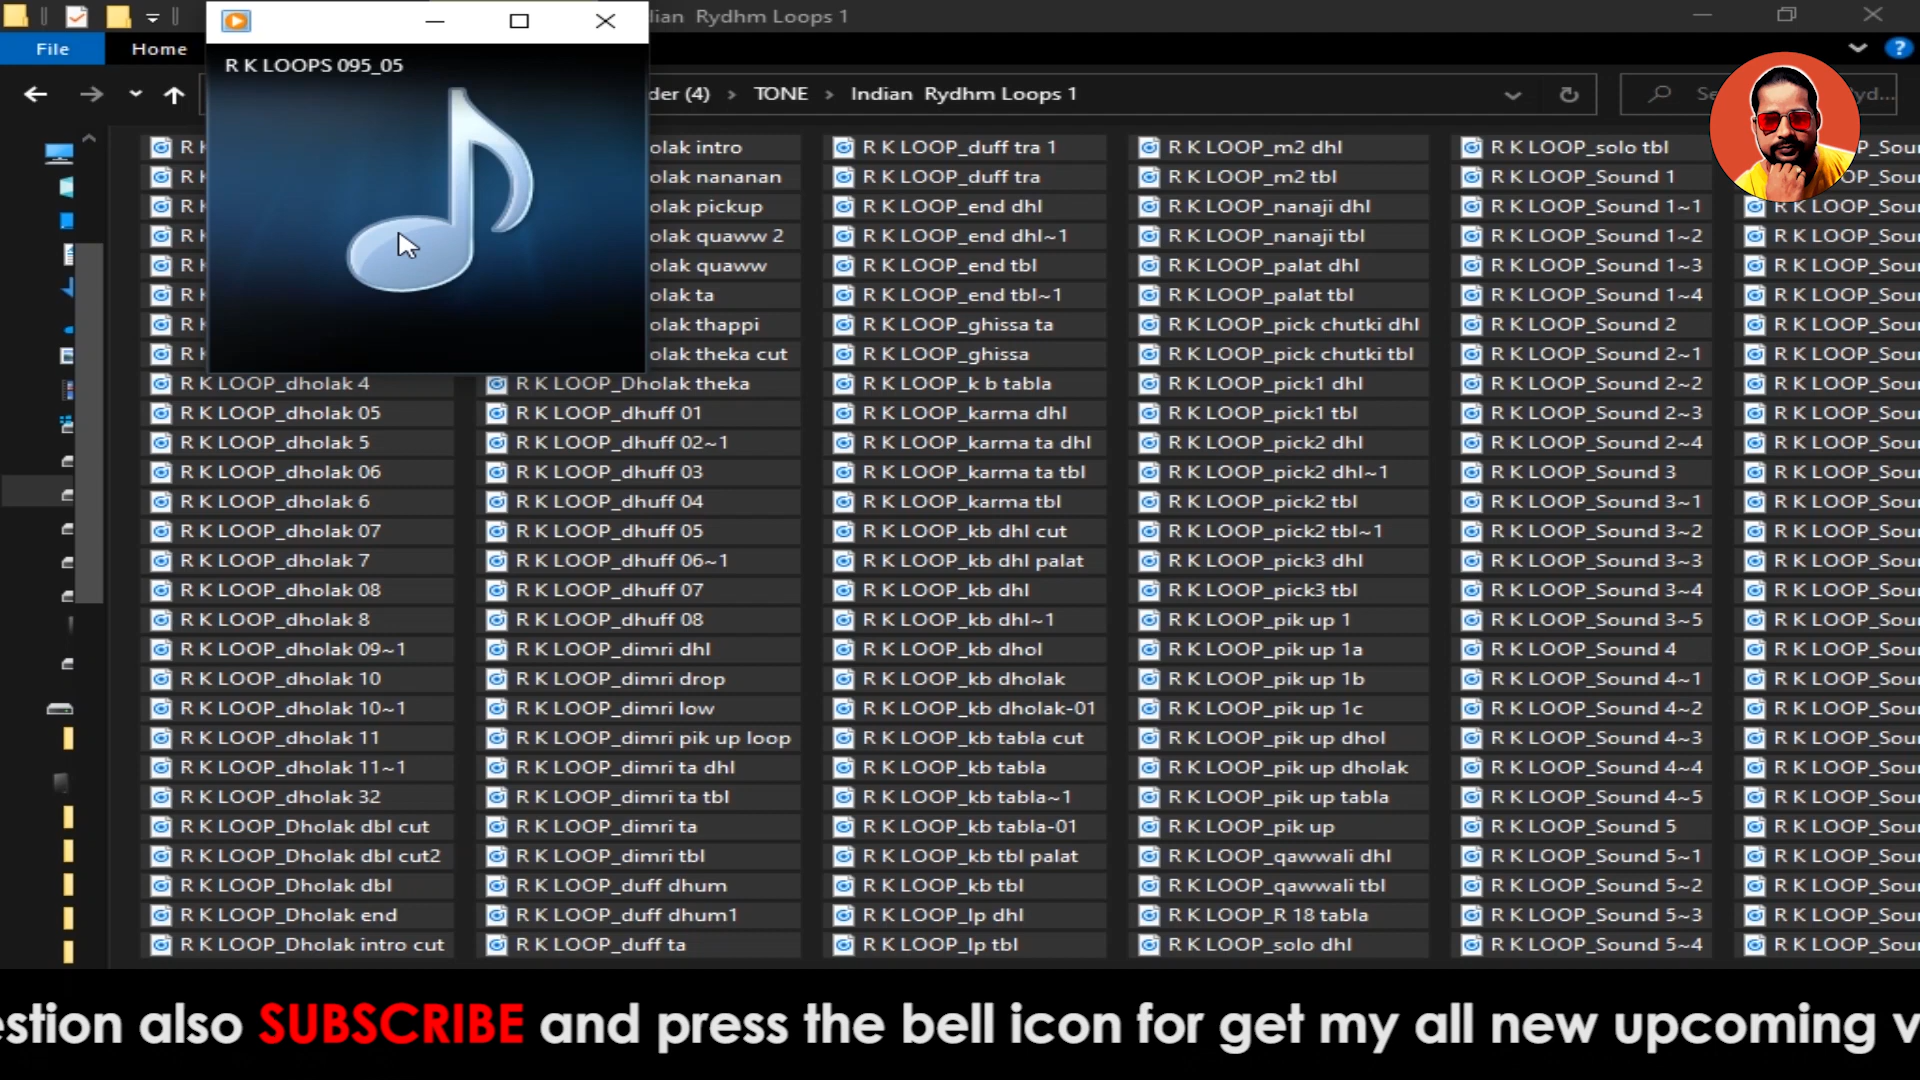 Indian Rydhm Loops 1
File
Home
R K LOOPS 095_05
der (4) > TONE > Indian Rydhm Loops 1
R K LOOP_dholak 4
R K LOOP_dholak 05
R K LOOP_dholak 5
R K LOOP_dholak 06
R K LOOP_dholak 6
R K LOOP_dholak 07
R K LOOP_dholak 7
R K LOOP_dholak 08
R K LOOP_dholak 8
R K LOOP_dholak 09~1
R K LOOP_dholak 10
R K LOOP_dholak 10~1
R K LOOP_dholak 11
R K LOOP_dholak 11~1
R K LOOP_dholak 32
R K LOOP_Dholak dbl cut
R K LOOP_Dholak dbl cut2
R K LOOP_Dholak dbl
R K LOOP_Dholak end
R K LOOP_Dholak intro cut
olak intro
olak nananan
olak pickup
olak quaww 2
olak quaww
olak ta
olak thappi
olak theka cut
R K LOOP_Dholak theka
R K LOOP_dhuff 01
R K LOOP_dhuff 02~1
R K LOOP_dhuff 03
R K LOOP_dhuff 04
R K LOOP_dhuff 05
R K LOOP_dhuff 06~1
R K LOOP_dhuff 07
R K LOOP_dhuff 08
R K LOOP_dimri dhl
R K LOOP_dimri drop
R K LOOP_dimri low
R K LOOP_dimri pik up loop
R K LOOP_dimri ta dhl
R K LOOP_dimri ta tbl
R K LOOP_dimri ta
R K LOOP_dimri tbl
R K LOOP_duff dhum
R K LOOP_duff dhum1
R K LOOP_duff ta
R K LOOP_duff tra 1
R K LOOP_duff tra
R K LOOP_end dhl
R K LOOP_end dhl~1
R K LOOP_end tbl
R K LOOP_end tbl~1
R K LOOP_ghissa ta
R K LOOP_ghissa
R K LOOP_k b tabla
R K LOOP_karma dhl
R K LOOP_karma ta dhl
R K LOOP_karma ta tbl
R K LOOP_karma tbl
R K LOOP_kb dhl cut
R K LOOP_kb dhl palat
R K LOOP_kb dhl
R K LOOP_kb dhl~1
R K LOOP_kb dhol
R K LOOP_kb dholak
R K LOOP_kb dholak-01
R K LOOP_kb tabla cut
R K LOOP_kb tabla
R K LOOP_kb tabla~1
R K LOOP_kb tabla-01
R K LOOP_kb tbl palat
R K LOOP_kb tbl
R K LOOP_lp dhl
R K LOOP_lp tbl
R K LOOP_m2 dhl
R K LOOP_m2 tbl
R K LOOP_nanaji dhl
R K LOOP_nanaji tbl
R K LOOP_palat dhl
R K LOOP_palat tbl
R K LOOP_pick chutki dhl
R K LOOP_pick chutki tbl
R K LOOP_pick1 dhl
R K LOOP_pick1 tbl
R K LOOP_pick2 dhl
R K LOOP_pick2 dhl~1
R K LOOP_pick2 tbl
R K LOOP_pick2 tbl~1
R K LOOP_pick3 dhl
R K LOOP_pick3 tbl
R K LOOP_pik up 1
R K LOOP_pik up 1a
R K LOOP_pik up 1b
R K LOOP_pik up 1c
R K LOOP_pik up dhol
R K LOOP_pik up dholak
R K LOOP_pik up tabla
R K LOOP_pik up
R K LOOP_qawwali dhl
R K LOOP_qawwali tbl
R K LOOP_R 18 tabla
R K LOOP_solo dhl
R K LOOP_solo tbl
R K LOOP_Sound 1
R K LOOP_Sound 1~1
R K LOOP_Sound 1~2
R K LOOP_Sound 1~3
R K LOOP_Sound 1~4
R K LOOP_Sound 2
R K LOOP_Sound 2~1
R K LOOP_Sound 2~2
R K LOOP_Sound 2~3
R K LOOP_Sound 2~4
R K LOOP_Sound 3
R K LOOP_Sound 3~1
R K LOOP_Sound 3~2
R K LOOP_Sound 3~3
R K LOOP_Sound 3~4
R K LOOP_Sound 3~5
R K LOOP_Sound 4
R K LOOP_Sound 4~1
R K LOOP_Sound 4~2
R K LOOP_Sound 4~3
R K LOOP_Sound 4~4
R K LOOP_Sound 4~5
R K LOOP_Sound 5
R K LOOP_Sound 5~1
R K LOOP_Sound 5~2
R K LOOP_Sound 5~3
R K LOOP_Sound 5~4
estion also SUBSCRIBE and press the bell icon for get my all new upcoming v